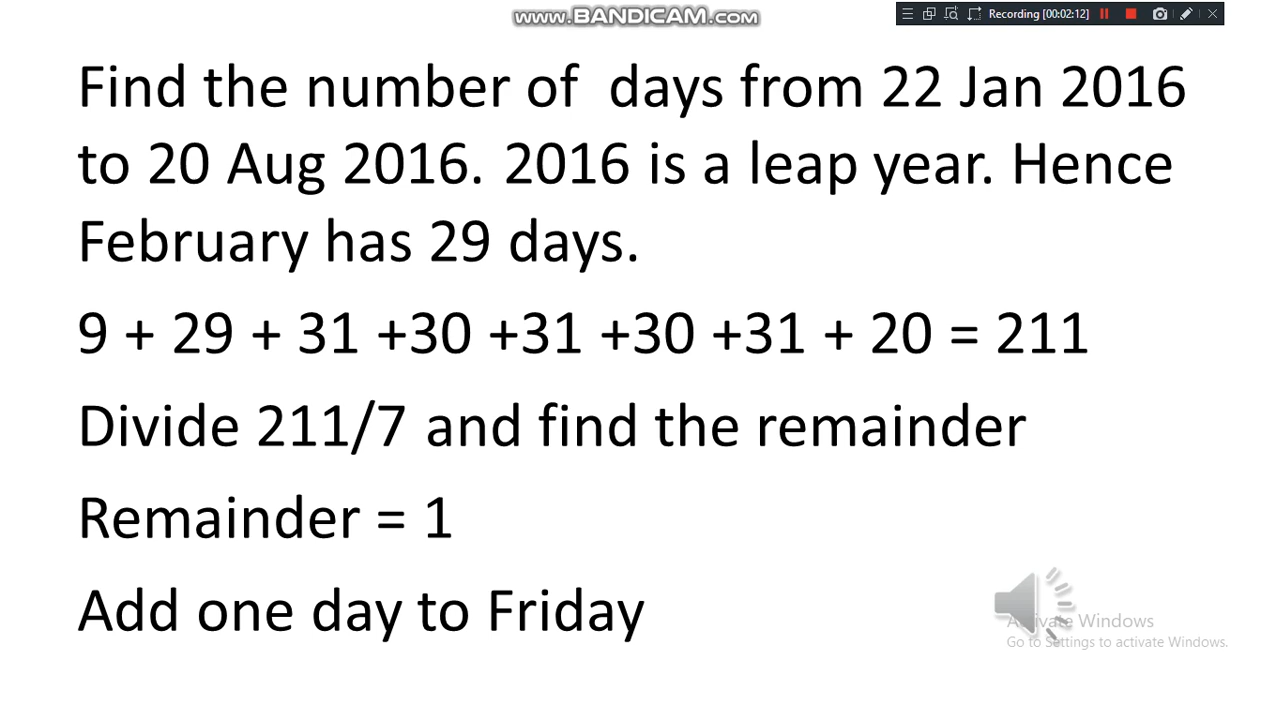 www.BANDICAM.com
Recording [00:02:12]
Find the number of  days from 22 Jan 2016
to 20 Aug 2016. 2016 is a leap year. Hence
February has 29 days.
9 + 29 + 31 +30 +31 +30 +31 + 20 = 211
Divide 211/7 and find the remainder
Remainder = 1
Add one day to Friday
Activate Windows
Go to Settings to activate Windows.